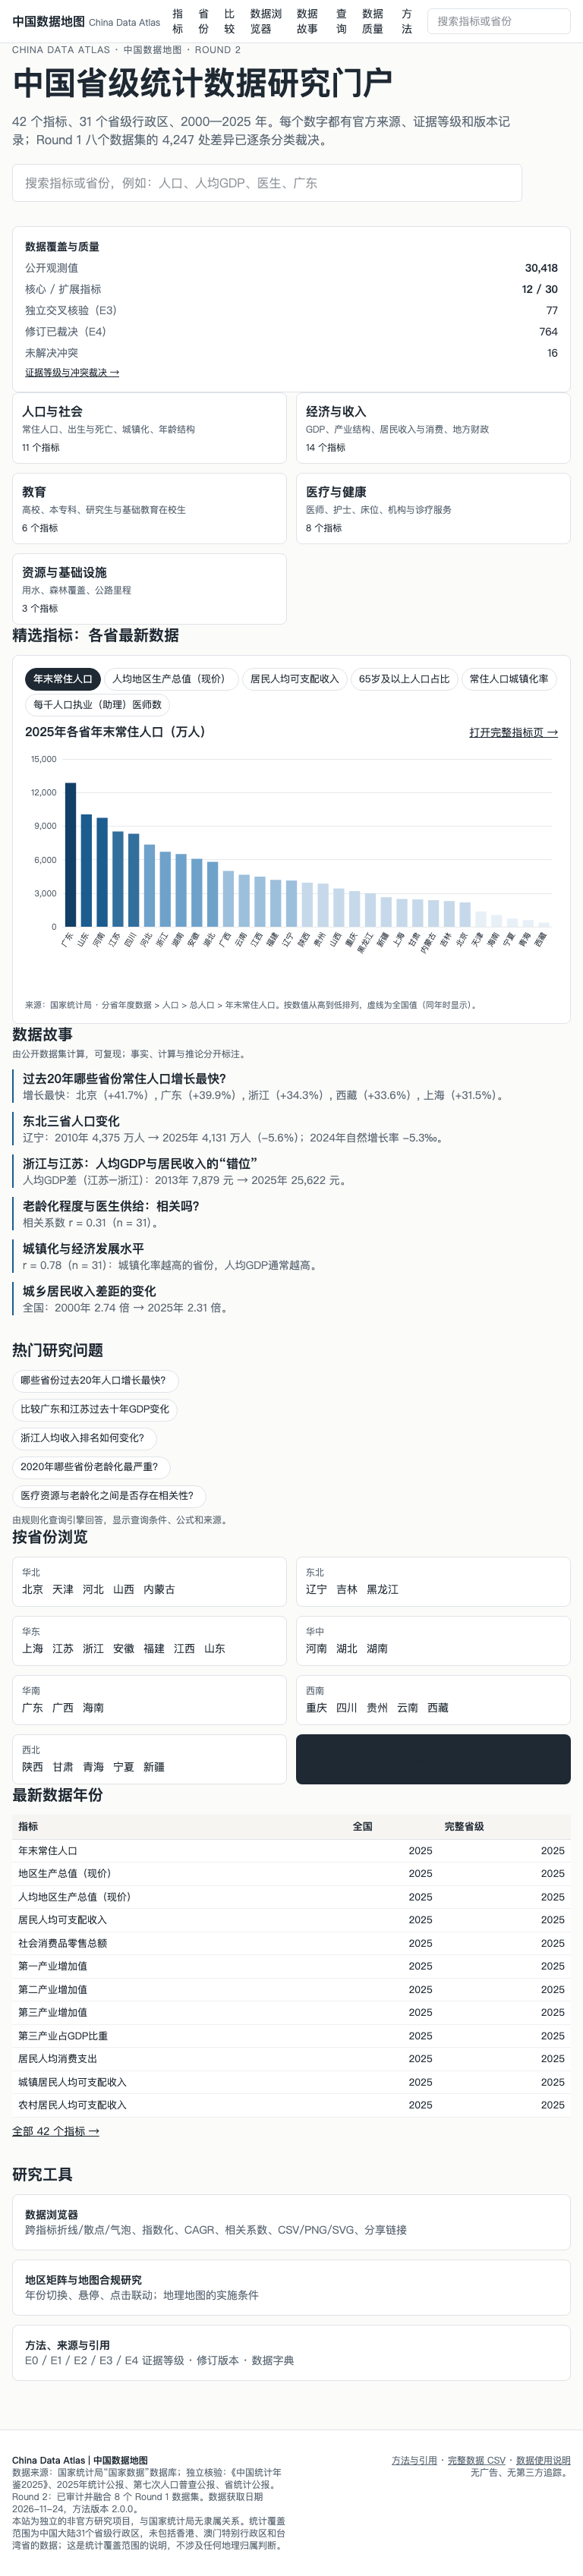 中国数据地图 China Data Atlas
指标
省份
比较
数据浏览器
数据故事
查询
数据质量
方法
搜索指标或省份
CHINA DATA ATLAS · 中国数据地图 · ROUND 2
中国省级统计数据研究门户
42 个指标、31 个省级行政区、2000—2025 年。每个数字都有官方来源、证据等级和版本记
录；Round 1 八个数据集的 4,247 处差异已逐条分类裁决。
搜索指标或省份，例如：人口、人均GDP、医生、广东
数据覆盖与质量
公开观测值 30,418
核心 / 扩展指标 12 / 30
独立交叉核验（E3） 77
修订已裁决（E4） 764
未解决冲突 16
证据等级与冲突裁决 →
人口与社会
常住人口、出生与死亡、城镇化、年龄结构
11 个指标
经济与收入
GDP、产业结构、居民收入与消费、地方财政
14 个指标
教育
高校、本专科、研究生与基础教育在校生
6 个指标
医疗与健康
医师、护士、床位、机构与诊疗服务
8 个指标
资源与基础设施
用水、森林覆盖、公路里程
3 个指标
精选指标：各省最新数据
年末常住人口 人均地区生产总值（现价） 居民人均可支配收入 65岁及以上人口占比 常住人口城镇化率
每千人口执业（助理）医师数
2025年各省年末常住人口（万人） 打开完整指标页 →
15,000
12,000
9,000
6,000
3,000
0
广东 山东 河南 江苏 四川 河北 浙江 湖南 安徽 湖北 广西 云南 江西 福建 辽宁 陕西 贵州 山西 重庆 黑龙江 新疆 上海 甘肃 内蒙古 吉林 北京 天津 海南 宁夏 青海 西藏
来源：国家统计局 · 分省年度数据 > 人口 > 总人口 > 年末常住人口。按数值从高到低排列，虚线为全国值（同年时显示）。
数据故事
由公开数据集计算，可复现；事实、计算与推论分开标注。
过去20年哪些省份常住人口增长最快？
增长最快：北京（+41.7%）, 广东（+39.9%）, 浙江（+34.3%）, 西藏（+33.6%）, 上海（+31.5%）。
东北三省人口变化
辽宁：2010年 4,375 万人 → 2025年 4,131 万人（−5.6%）；2024年自然增长率 −5.3‰。
浙江与江苏：人均GDP与居民收入的“错位”
人均GDP差（江苏−浙江）：2013年 7,879 元 → 2025年 25,622 元。
老龄化程度与医生供给：相关吗？
相关系数 r = 0.31（n = 31）。
城镇化与经济发展水平
r = 0.78（n = 31）：城镇化率越高的省份，人均GDP通常越高。
城乡居民收入差距的变化
全国：2000年 2.74 倍 → 2025年 2.31 倍。
热门研究问题
哪些省份过去20年人口增长最快？
比较广东和江苏过去十年GDP变化
浙江人均收入排名如何变化？
2020年哪些省份老龄化最严重？
医疗资源与老龄化之间是否存在相关性？
由规则化查询引擎回答，显示查询条件、公式和来源。
按省份浏览
华北
北京 天津 河北 山西 内蒙古
东北
辽宁 吉林 黑龙江
华东
上海 江苏 浙江 安徽 福建 江西 山东
华中
河南 湖北 湖南
华南
广东 广西 海南
西南
重庆 四川 贵州 云南 西藏
西北
陕西 甘肃 青海 宁夏 新疆
最新数据年份
指标 全国 完整省级
年末常住人口 2025 2025
地区生产总值（现价） 2025 2025
人均地区生产总值（现价） 2025 2025
居民人均可支配收入 2025 2025
社会消费品零售总额 2025 2025
第一产业增加值 2025 2025
第二产业增加值 2025 2025
第三产业增加值 2025 2025
第三产业占GDP比重 2025 2025
居民人均消费支出 2025 2025
城镇居民人均可支配收入 2025 2025
农村居民人均可支配收入 2025 2025
全部 42 个指标 →
研究工具
数据浏览器
跨指标折线/散点/气泡、指数化、CAGR、相关系数、CSV/PNG/SVG、分享链接
地区矩阵与地图合规研究
年份切换、悬停、点击联动；地理地图的实施条件
方法、来源与引用
E0 / E1 / E2 / E3 / E4 证据等级 · 修订版本 · 数据字典
China Data Atlas | 中国数据地图
数据来源：国家统计局“国家数据”数据库；独立核验：《中国统计年
鉴2025》、2025年统计公报、第七次人口普查公报、省统计公报。
Round 2：已审计并融合 8 个 Round 1 数据集。数据获取日期
2026-11-24，方法版本 2.0.0。
本站为独立的非官方研究项目，与国家统计局无隶属关系。统计覆盖
范围为中国大陆31个省级行政区，未包括香港、澳门特别行政区和台
湾省的数据；这是统计覆盖范围的说明，不涉及任何地理归属判断。
方法与引用 · 完整数据 CSV · 数据使用说明
无广告、无第三方追踪。